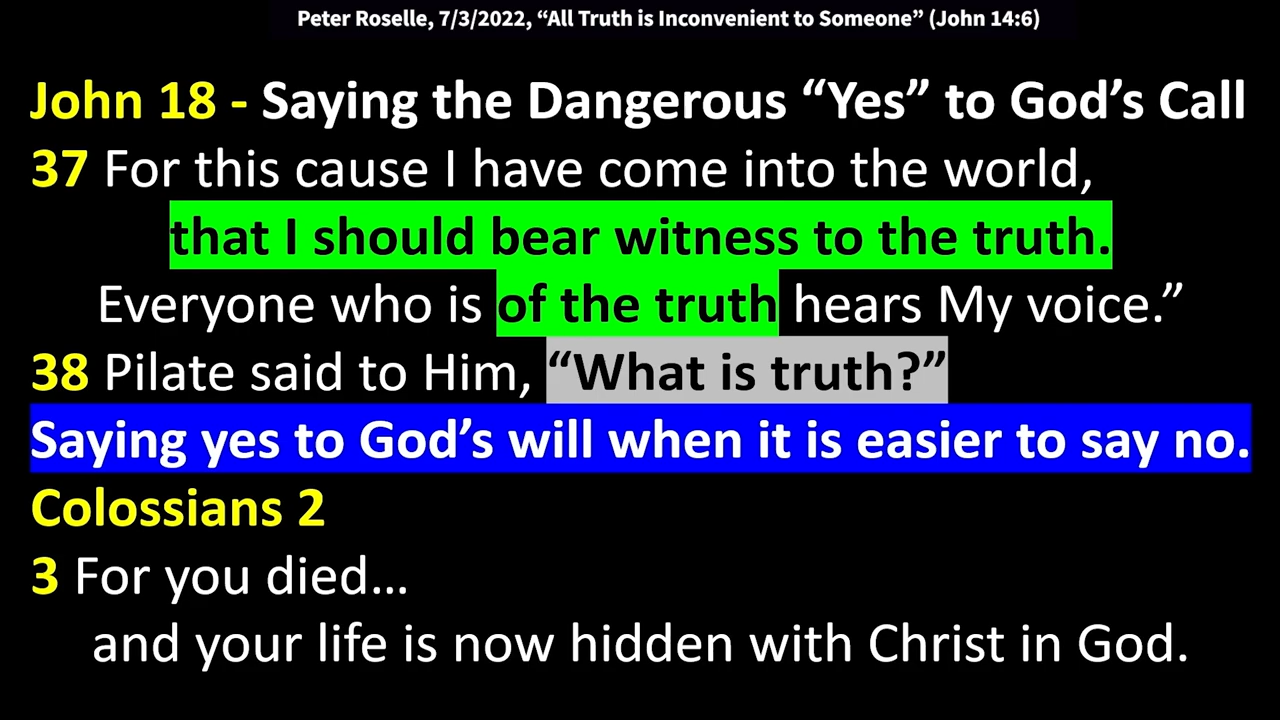 Peter Roselle, 7/3/2022, “All Truth is Inconvenient to Someone” (John 14:6)
John 18 - Saying the Dangerous “Yes” to God’s Call
37 For this cause I have come into the world,
that I should bear witness to the truth.
Everyone who is of the truth hears My voice.”
38 Pilate said to Him, “What is truth?”
Saying yes to God’s will when it is easier to say no.
Colossians 2
3 For you died…
and your life is now hidden with Christ in God.